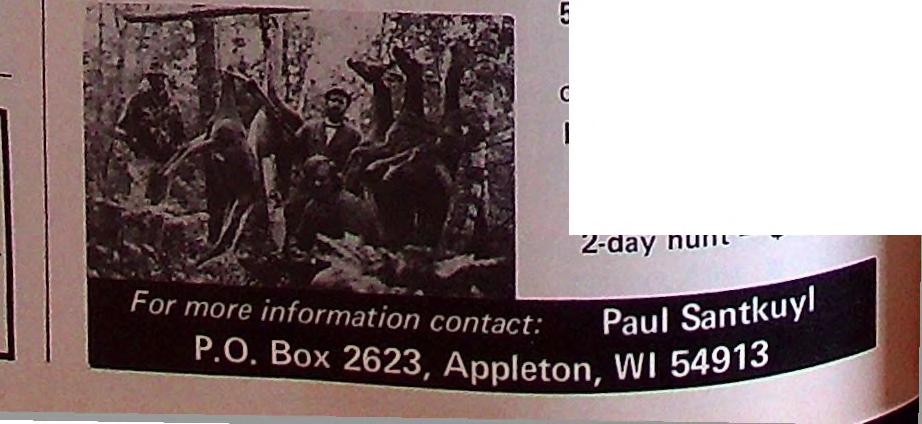 2-day hunt
For more information contact: Paul Santkuyl
P.O. Box 2623, Appleton, WI 54913